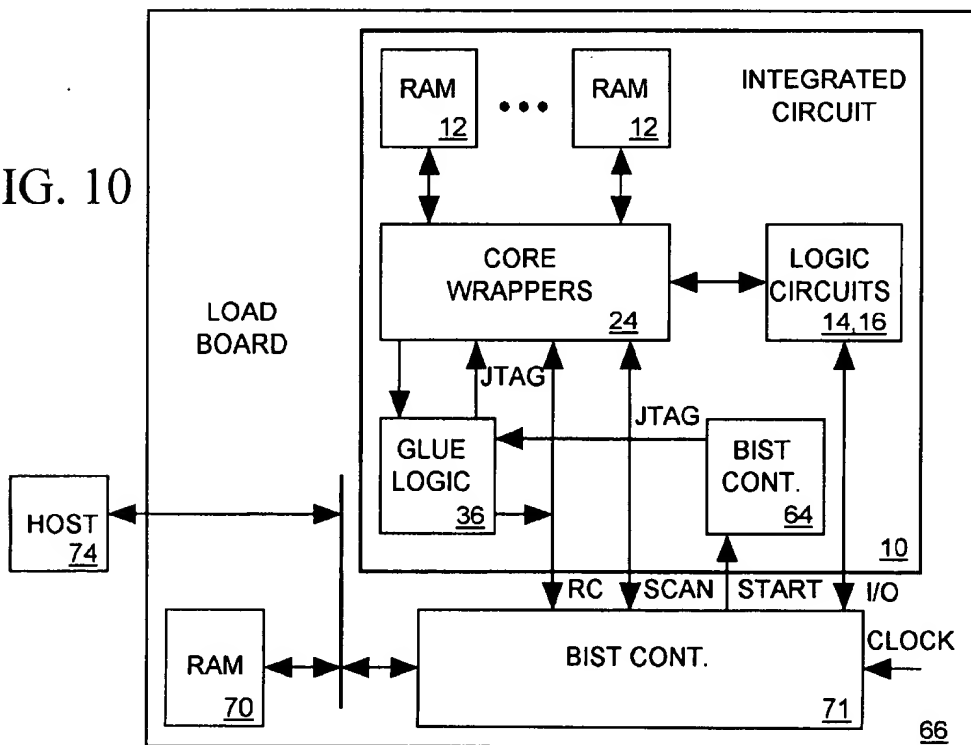 IG. 10
RAM
12
RAM
12
INTEGRATED
CIRCUIT
CORE
WRAPPERS
24
LOGIC
CIRCUITS
14,16
LOAD
BOARD
JTAG
JTAG
GLUE
LOGIC
36
BIST
CONT.
64
HOST
74
10
RC
SCAN
START
I/O
RAM
70
BIST CONT.
71
CLOCK
66